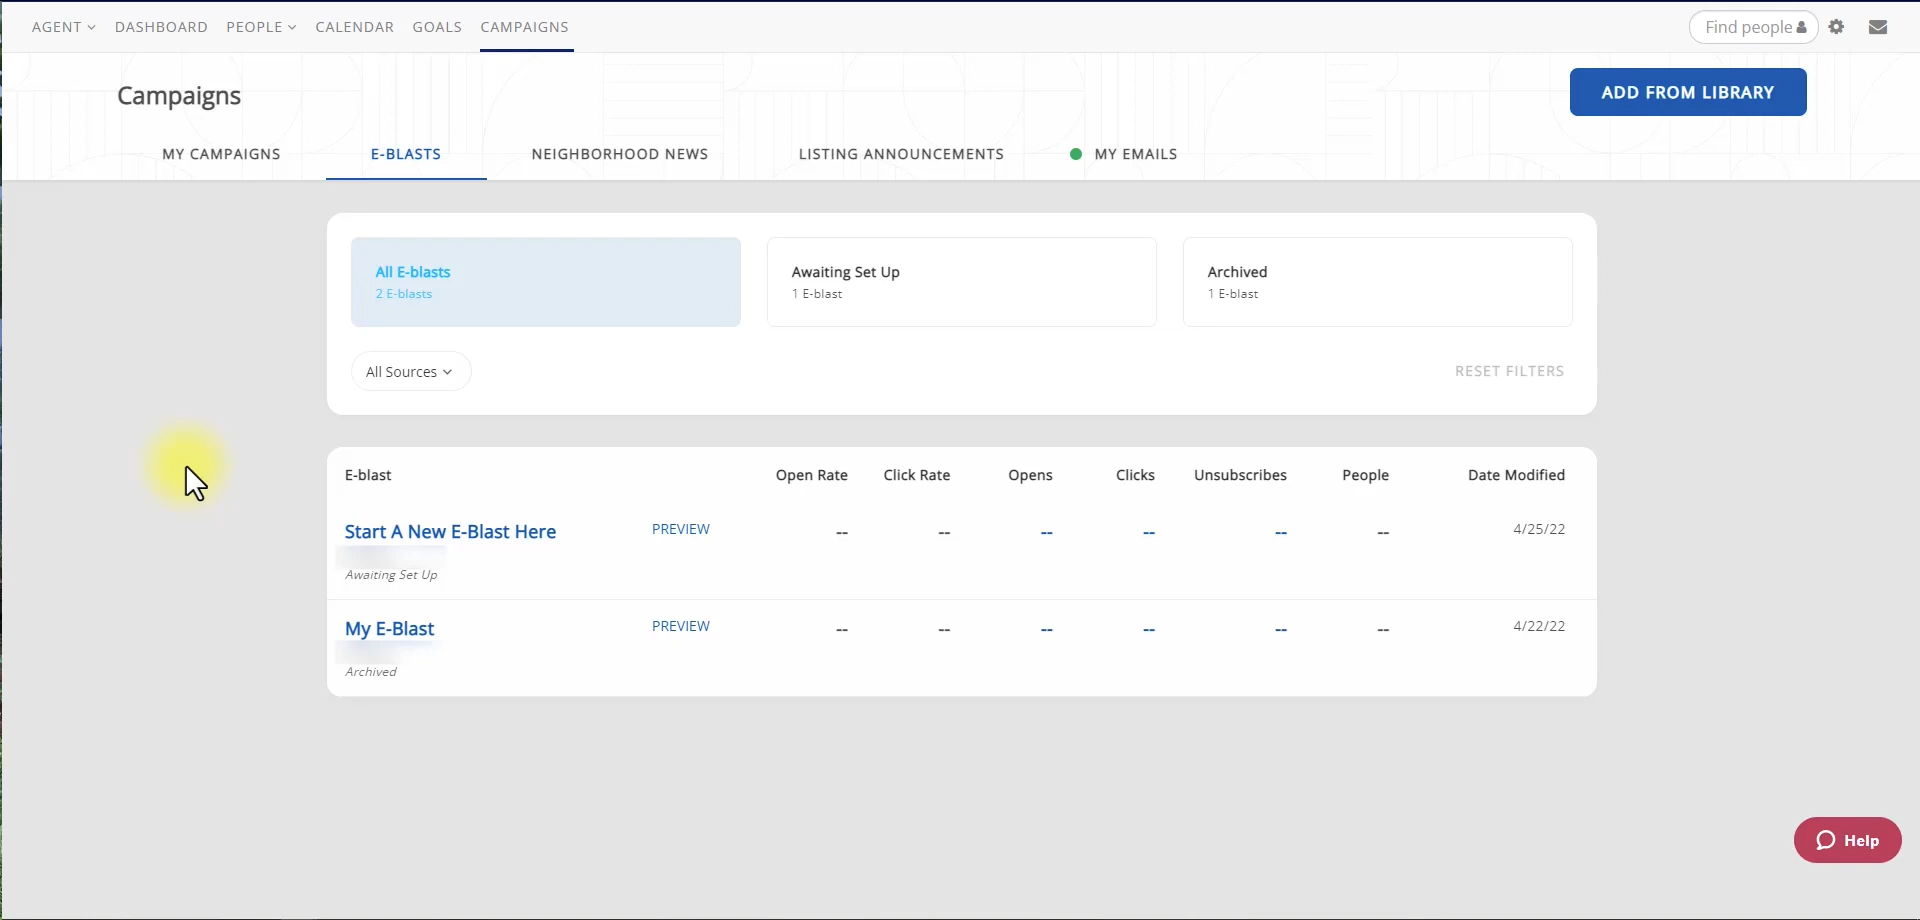 AGENT DASHBOARD PEOPLE CALENDAR GOALS CAMPAIGNS Find people
Campaigns
ADD FROM LIBRARY
MY CAMPAIGNS E-BLASTS NEIGHBORHOOD NEWS LISTING ANNOUNCEMENTS MY EMAILS
All E-blasts
2 E-blasts
Awaiting Set Up
1 E-blast
Archived
1 E-blast
All Sources
RESET FILTERS
E-blast Open Rate Click Rate Opens Clicks Unsubscribes People Date Modified
Start A New E-Blast Here PREVIEW -- -- -- -- -- -- 4/25/22
Awaiting Set Up
My E-Blast PREVIEW -- -- -- -- -- -- 4/22/22
Archived
Help